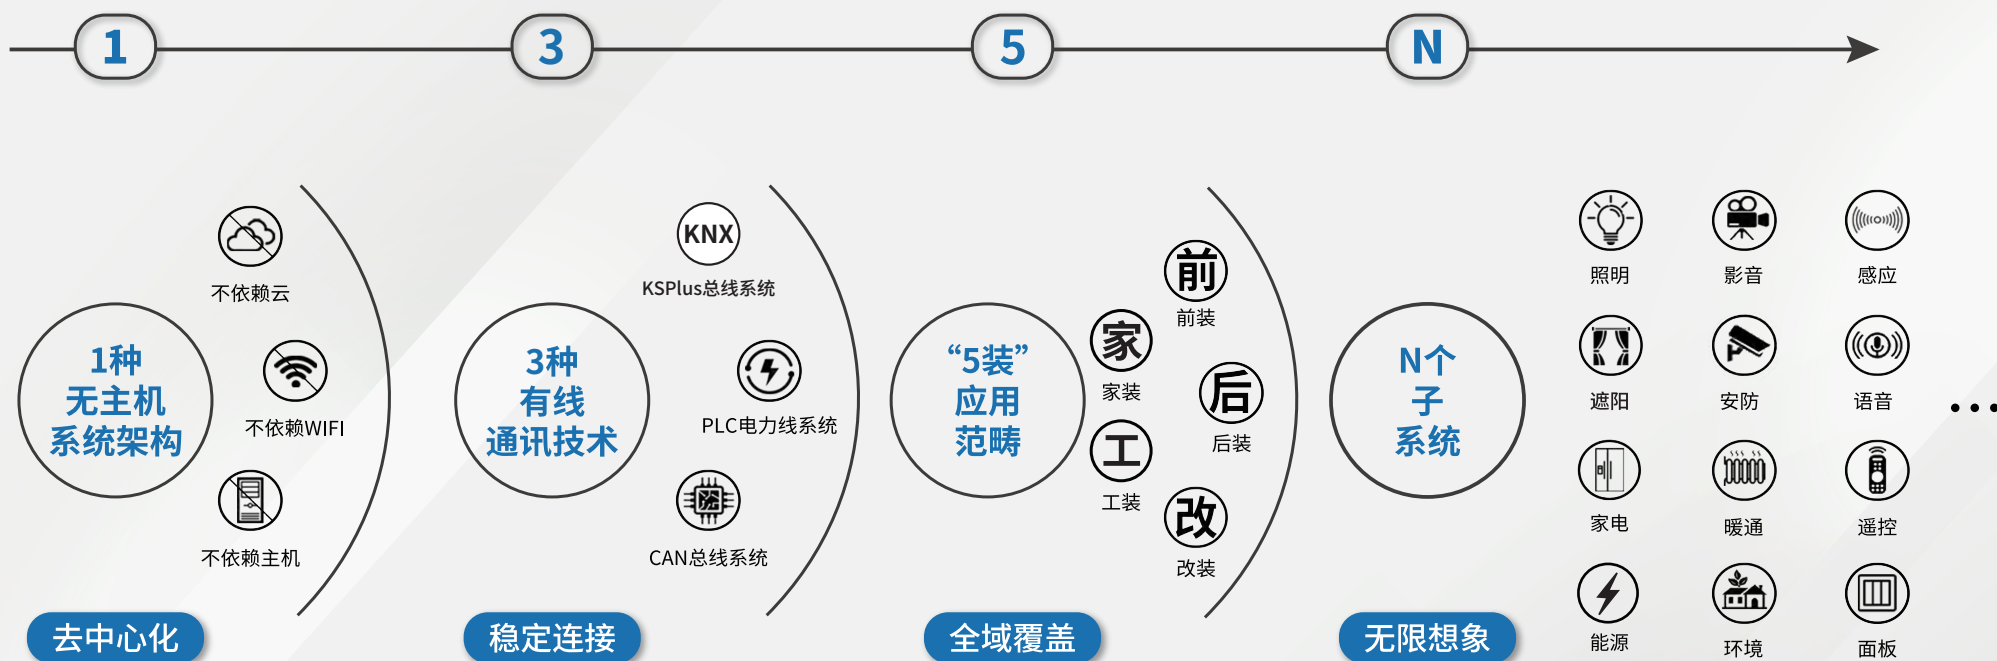 1
3
5
N
1种
无主机
系统架构
不依赖云
不依赖WIFI
不依赖主机
去中心化
3种
有线
通讯技术
KNX
KSPlus总线系统
PLC电力线系统
CAN总线系统
稳定连接
“5装”
应用
范畴
前
前装
家
家装
后
后装
工
工装
改
改装
全域覆盖
N个
子
系统
无限想象
照明
影音
感应
遮阳
安防
语音
家电
暖通
遥控
能源
环境
面板
...